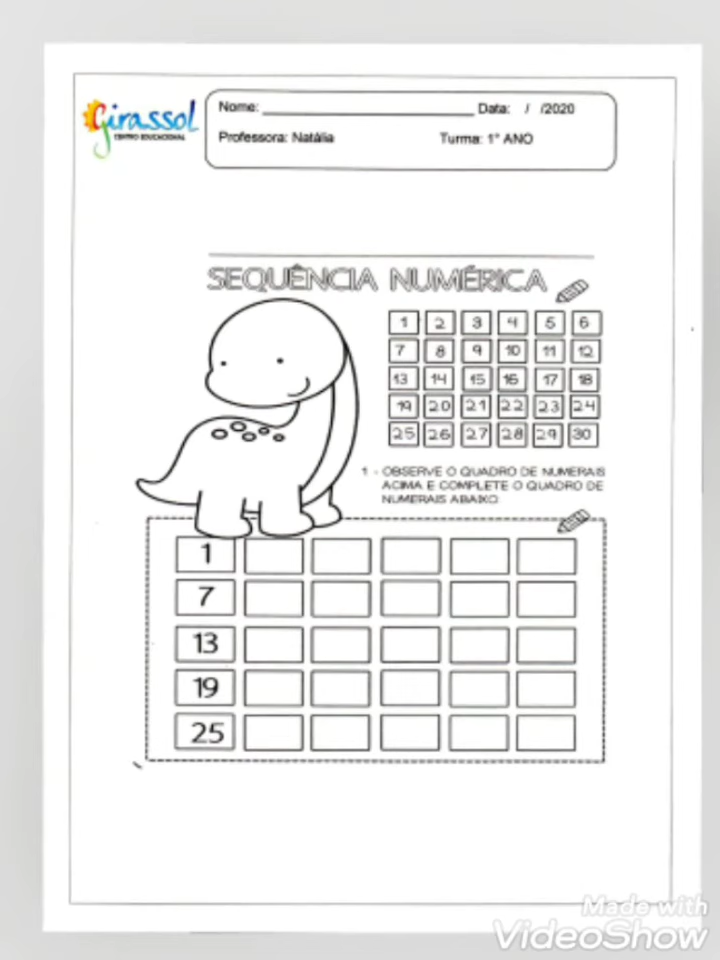 Girassol
CENTRO EDUCACIONAL
Nome: ______________ Data: / /2020
Professora: Natália Turma: 1° ANO
SEQUÊNCIA NUMÉRICA
1 2 3 4 5 6
7 8 9 10 11 12
13 14 15 16 17 18
19 20 21 22 23 24
25 26 27 28 29 30
1 - OBSERVE O QUADRO DE NUMERAIS
ACIMA E COMPLETE O QUADRO DE
NUMERAIS ABAIXO.
1
7
13
19
25
Made with
VideoShow